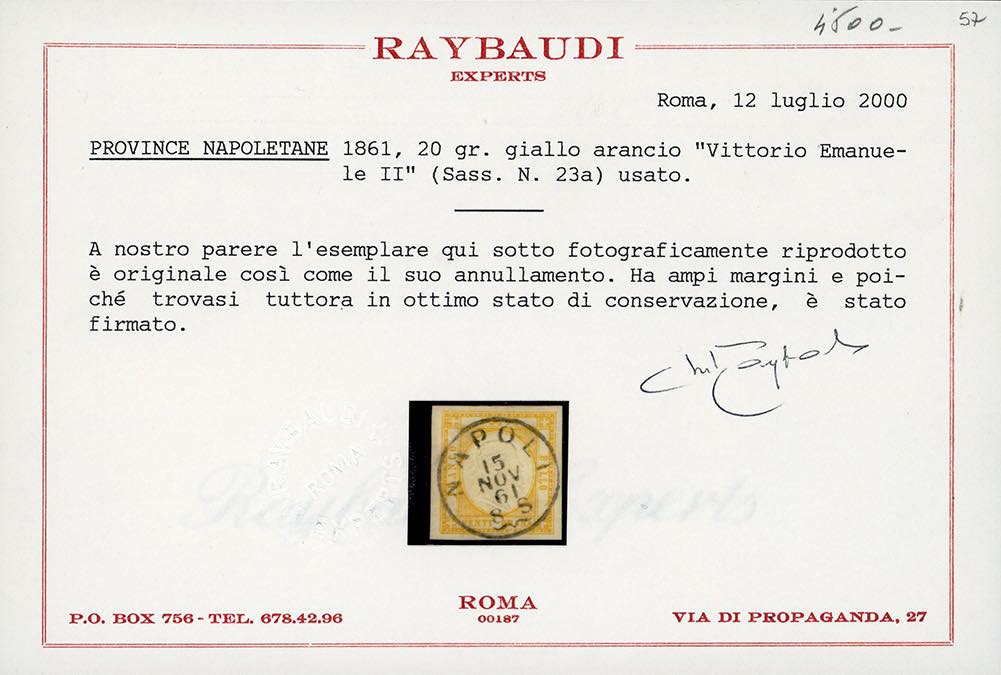 4500-
57
RAYBAUDI
EXPERTS
Roma, 12 luglio 2000
PROVINCE NAPOLETANE 1861, 20 gr. giallo arancio "Vittorio Emanue-
le II" (Sass. N. 23a) usato.
A nostro parere l'esemplare qui sotto fotograficamente riprodotto
è originale così come il suo annullamento. Ha ampi margini e poi-
ché trovasi tuttora in ottimo stato di conservazione, è stato
firmato.
NAPOLI
15
NOV
61
S S
ROMA
00187
P.O. BOX 756 - TEL. 678.42.96
VIA DI PROPAGANDA, 27